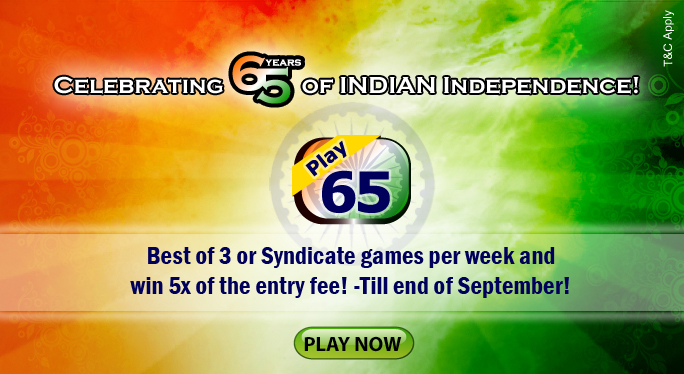 T&C Apply
CELEBRATING 65 YEARS OF INDIAN INDEPENDENCE!
Play
65
Best of 3 or Syndicate games per week and
win 5x of the entry fee! -Till end of September!
PLAY NOW